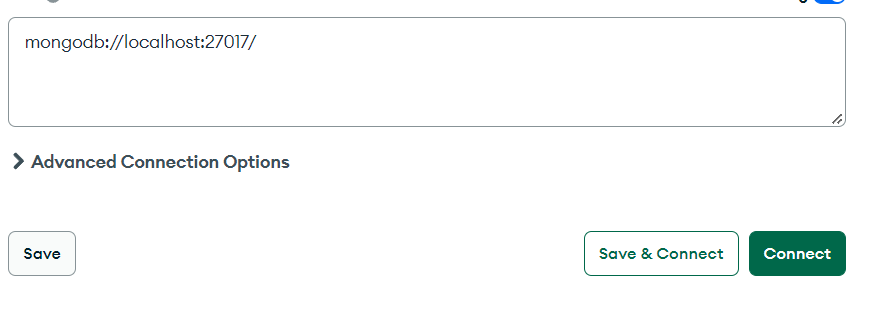 mongodb://localhost:27017/
Advanced Connection Options
Save
Save & Connect
Connect